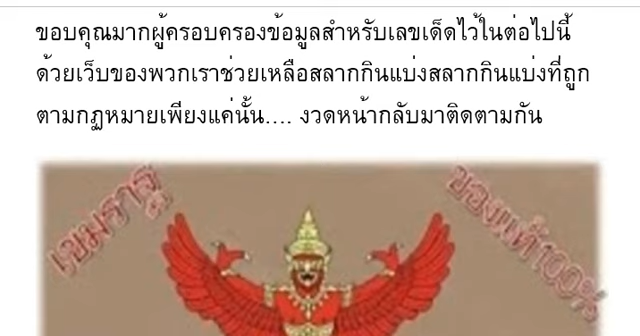 ขอบคุณมากผู้ครอบครองข้อมูลสำหรับเลขเด็ดไว้ในต่อไปนี้
ด้วยเว็บของพวกเราช่วยเหลือสลากกินแบ่งสลากกินแบ่งที่ถูก
ตามกฏหมายเพียงแค่นั้น.... งวดหน้ากลับมาติดตามกัน
เขมราฐ
ของแท้100%